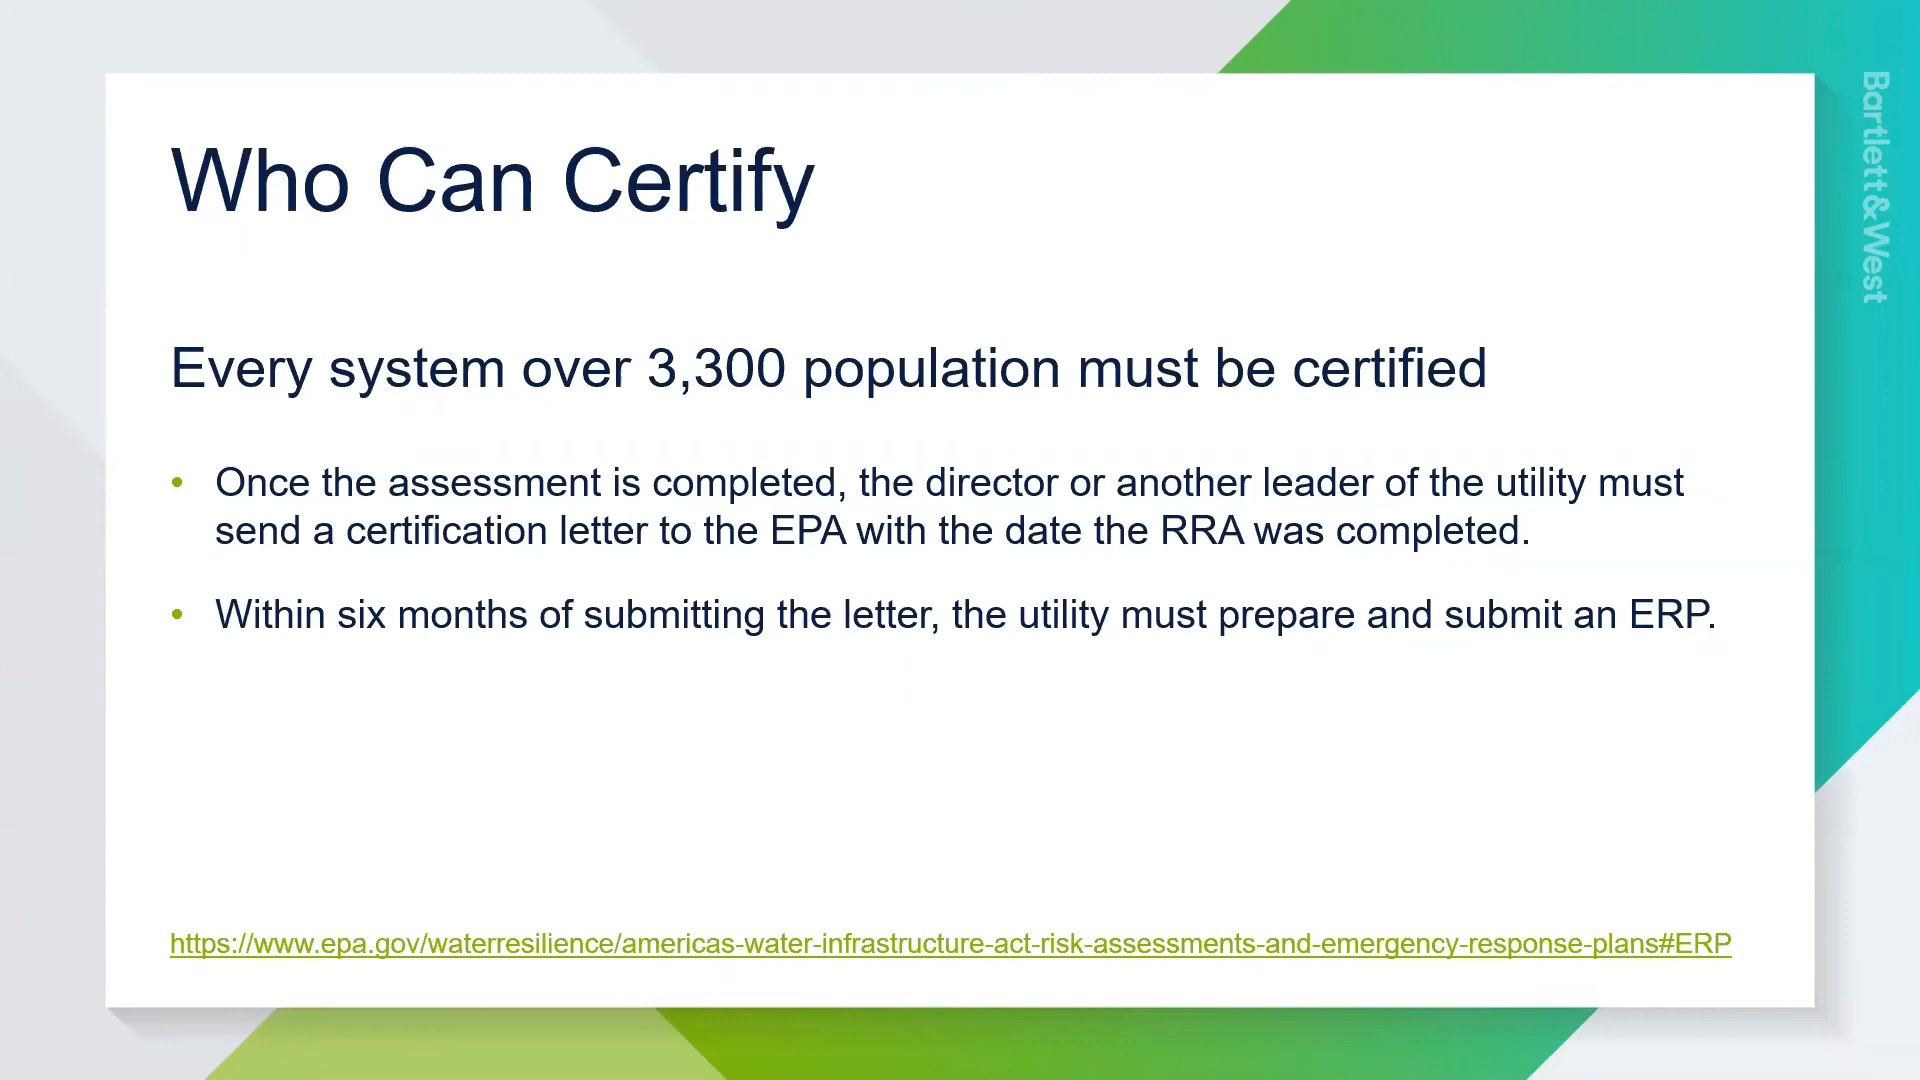 Who Can Certify
Every system over 3,300 population must be certified
• Once the assessment is completed, the director or another leader of the utility must
send a certification letter to the EPA with the date the RRA was completed.
• Within six months of submitting the letter, the utility must prepare and submit an ERP.
https://www.epa.gov/waterresilience/americas-water-infrastructure-act-risk-assessments-and-emergency-response-plans#ERP
Bartlett&West